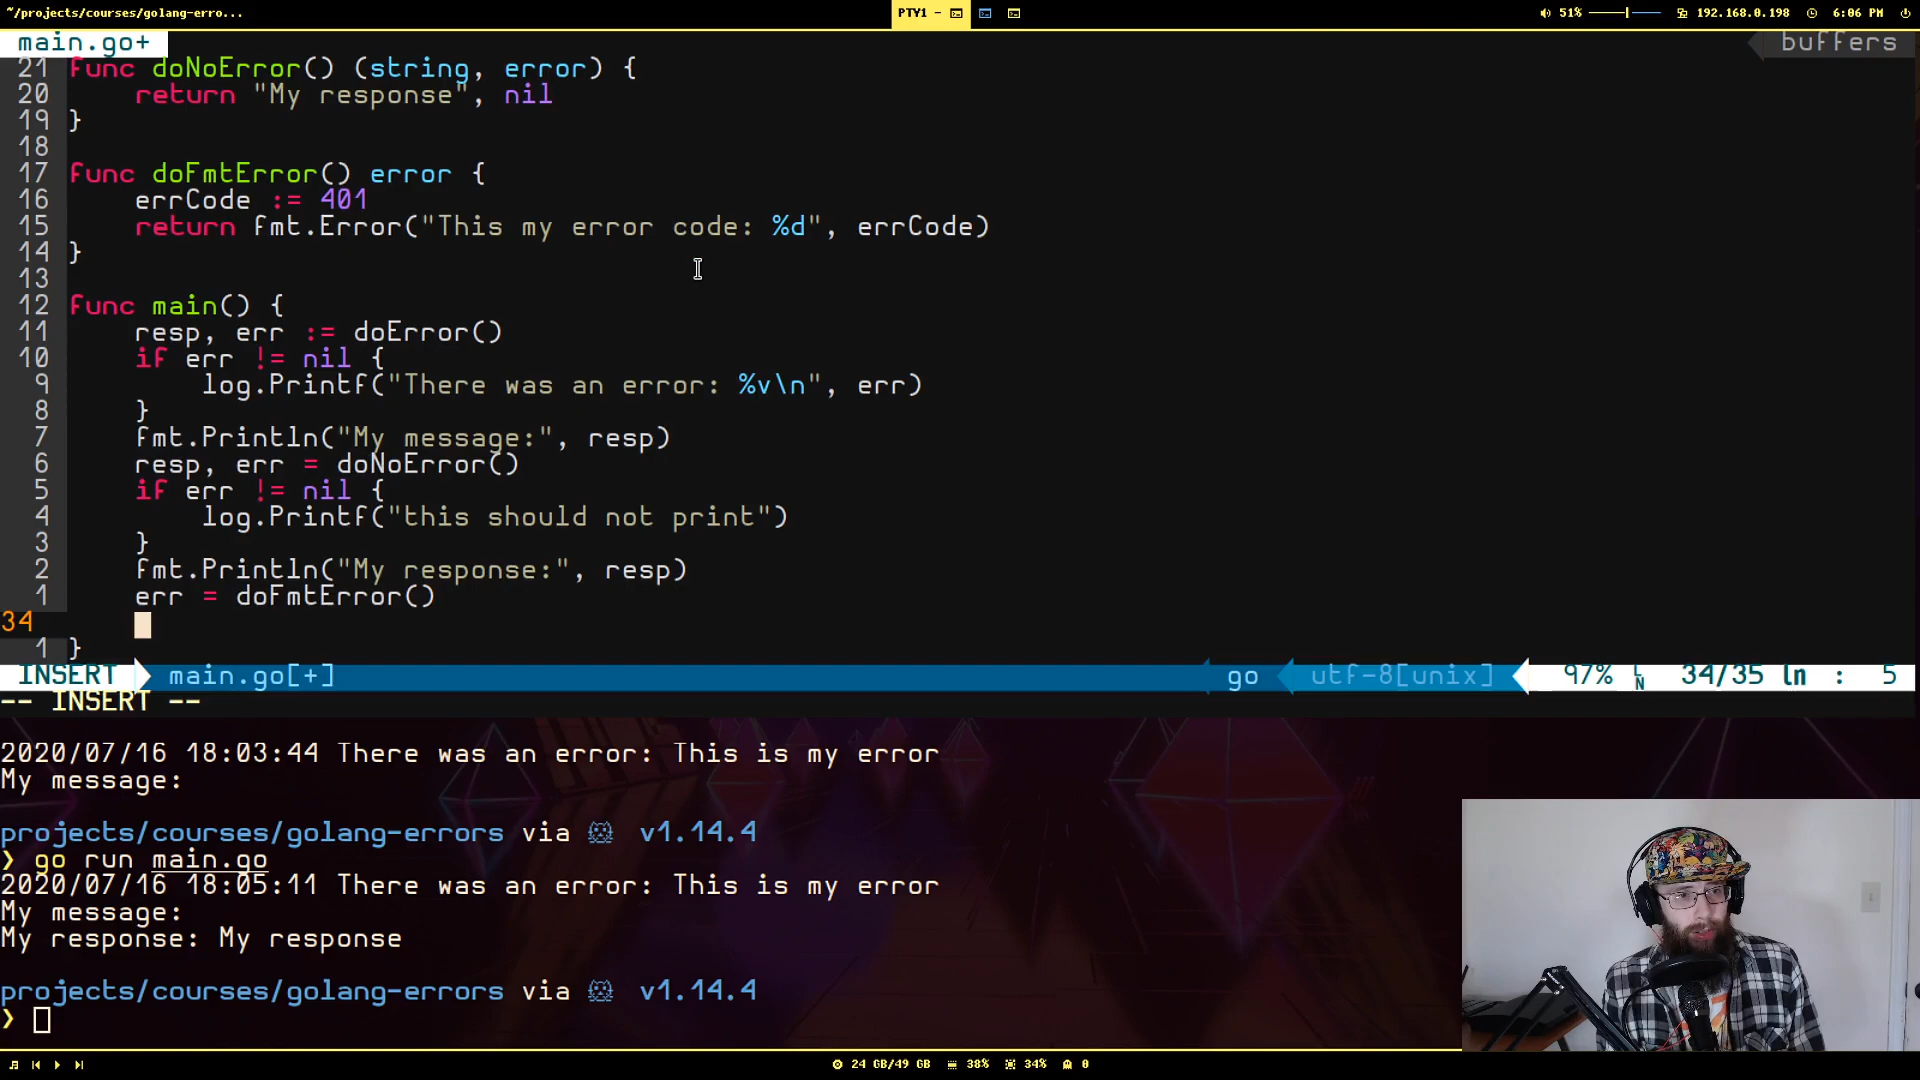 ~/projects/courses/golang-erro...
PTY1 -
51%
192.168.0.198
6:06 PM
main.go+
buffers
21 func doNoError() (string, error) {
20 return "My response", nil
19 }
18
17 func doFmtError() error {
16 errCode := 401
15 return fmt.Error("This my error code: %d", errCode)
14 }
13
12 func main() {
11 resp, err := doError()
10 if err != nil {
9 log.Printf("There was an error: %v\n", err)
8 }
7 fmt.Println("My message:", resp)
6 resp, err = doNoError()
5 if err != nil {
4 log.Printf("this should not print")
3 }
2 fmt.Println("My response:", resp)
1 err = doFmtError()
34
1 }
INSERT main.go[+] go utf-8[unix] 97% LN 34/35 ln : 5
-- INSERT --
2020/07/16 18:03:44 There was an error: This is my error
My message:
projects/courses/golang-errors via v1.14.4
❯ go run main.go
2020/07/16 18:05:11 There was an error: This is my error
My message:
My response: My response
projects/courses/golang-errors via v1.14.4
❯
24 GB/49 GB 38% 34% 0